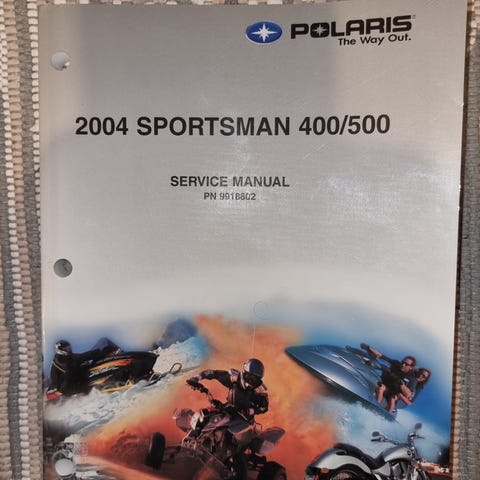 POLARIS
The Way Out.
2004 SPORTSMAN 400/500
SERVICE MANUAL
PN 9918802